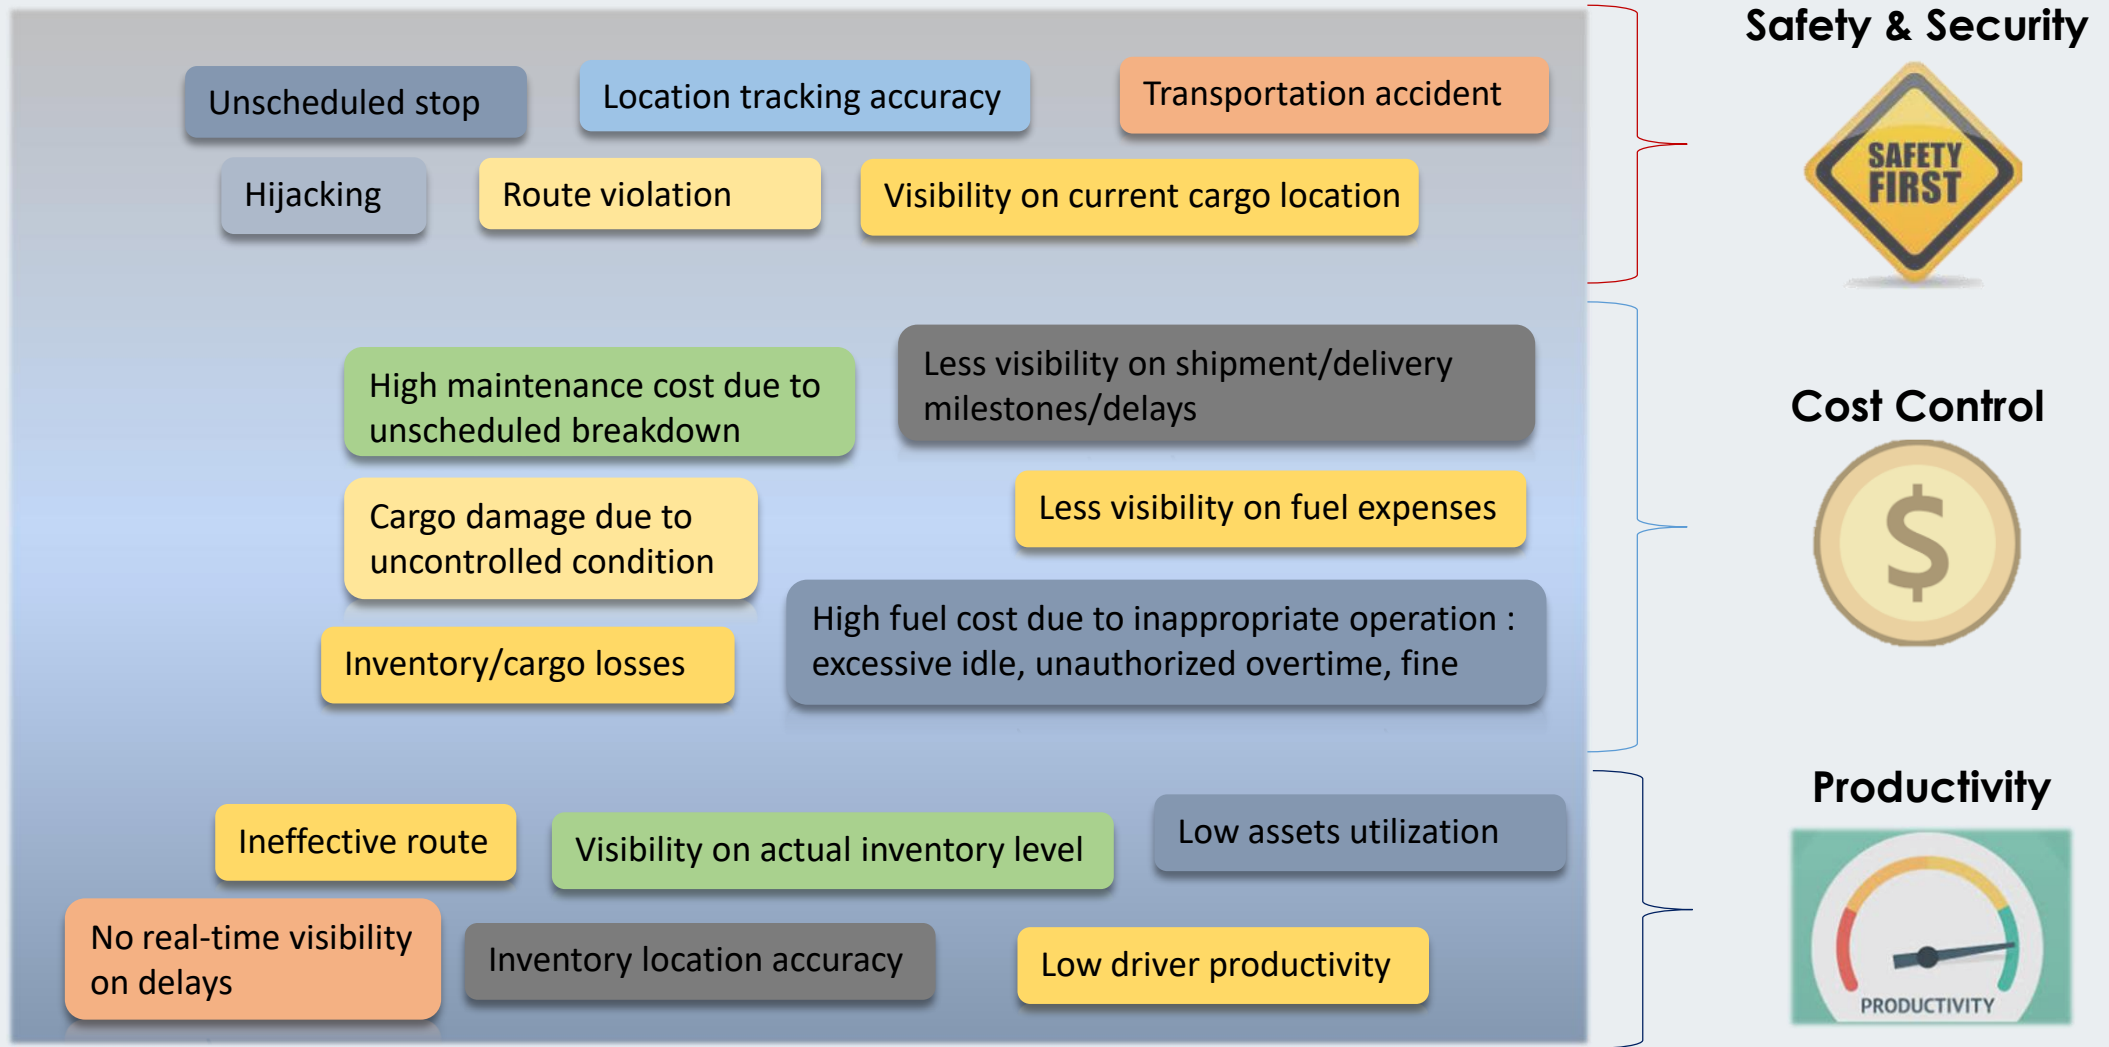 Safety & Security
Unscheduled stop
Location tracking accuracy
Transportation accident
Hijacking
Route violation
Visibility on current cargo location
SAFETY
FIRST
High maintenance cost due to
unscheduled breakdown
Less visibility on shipment/delivery
milestones/delays
Cost Control
Cargo damage due to
uncontrolled condition
Less visibility on fuel expenses
$
Inventory/cargo losses
High fuel cost due to inappropriate operation :
excessive idle, unauthorized overtime, fine
Productivity
Ineffective route
Visibility on actual inventory level
Low assets utilization
No real-time visibility
on delays
Inventory location accuracy
Low driver productivity
PRODUCTIVITY